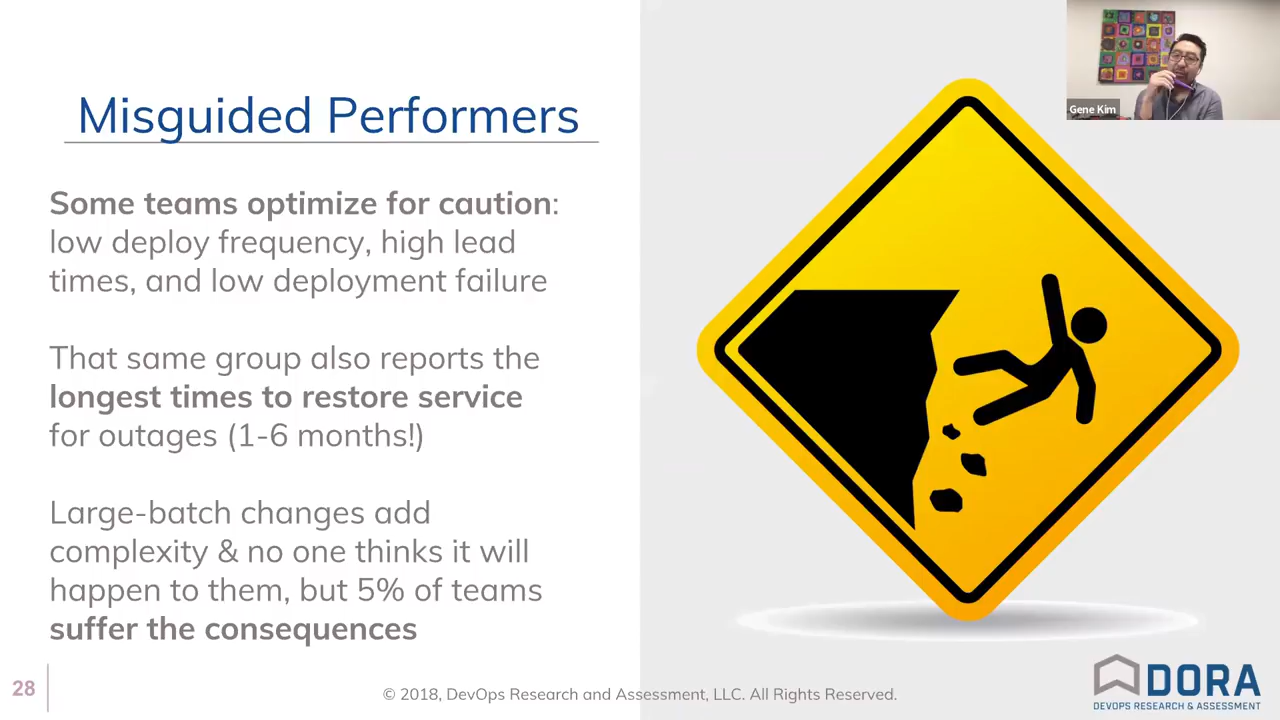 Gene Kim
Misguided Performers
Some teams optimize for caution:
low deploy frequency, high lead
times, and low deployment failure
That same group also reports the
longest times to restore service
for outages (1-6 months!)
Large-batch changes add
complexity & no one thinks it will
happen to them, but 5% of teams
suffer the consequences
28
© 2018, DevOps Research and Assessment, LLC. All Rights Reserved.
DORA
DEVOPS RESEARCH & ASSESSMENT